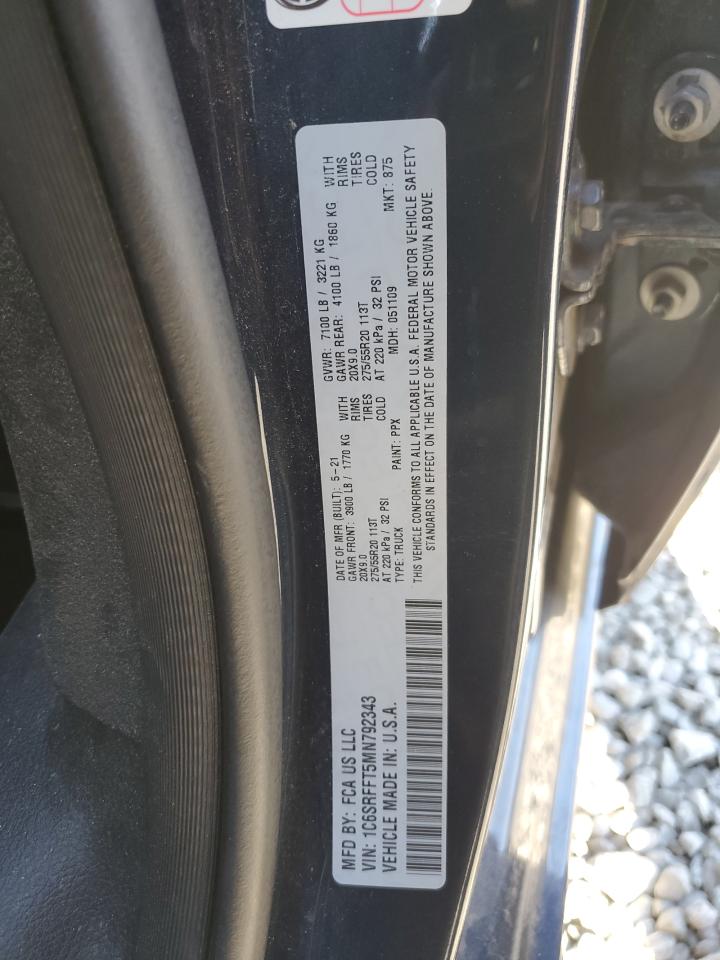 MFD BY: FCA US LLC
VIN: 1C6SRFFT5MN792343
VEHICLE MADE IN: U.S.A.
DATE OF MFR (BUILT): 5-21
GAWR FRONT: 3900 LB / 1770 KG WITH
20X9.0 RIMS
275/55R20 113T TIRES
AT 220 kPa / 32 PSI COLD
TYPE: TRUCK PAINT: PPX
GVWR: 7100 LB / 3221 KG
GAWR REAR: 4100 LB / 1860 KG WITH
20X9.0 RIMS
275/55R20 113T TIRES
AT 220 kPa / 32 PSI COLD
MDH: 051109 MKT: 875
THIS VEHICLE CONFORMS TO ALL APPLICABLE U.S.A. FEDERAL MOTOR VEHICLE SAFETY
STANDARDS IN EFFECT ON THE DATE OF MANUFACTURE SHOWN ABOVE.